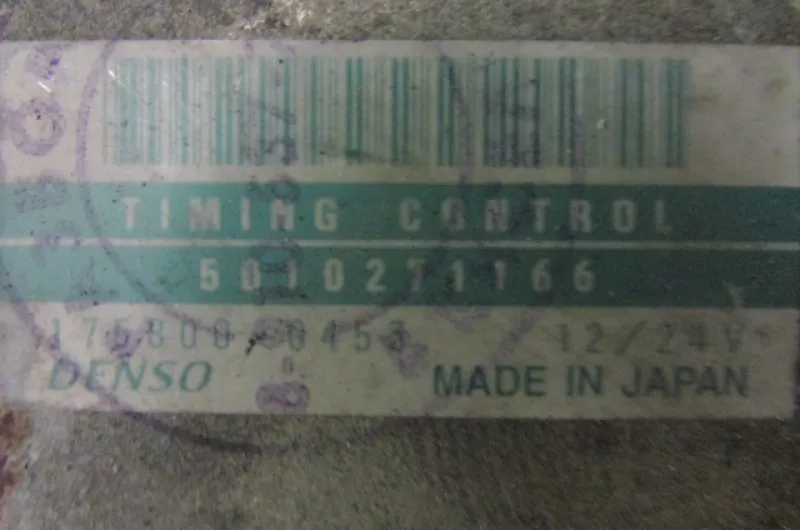 TIMING CONTROL
5010271166
175800-0453 12/24V
DENSO MADE IN JAPAN